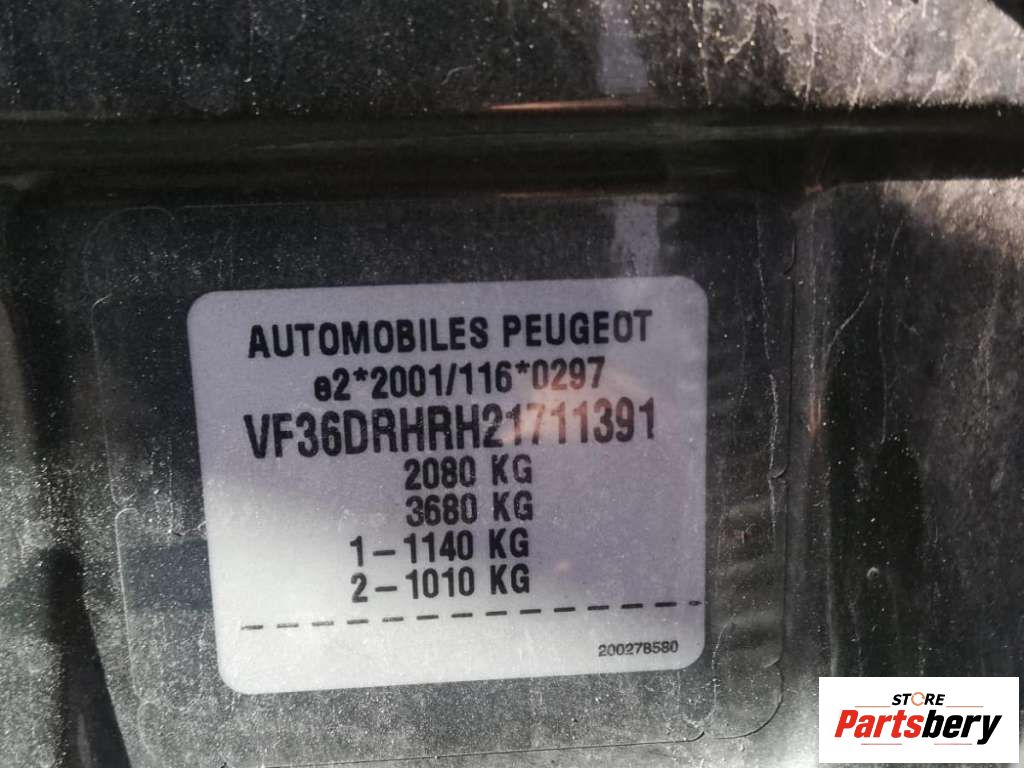 AUTOMOBILES PEUGEOT
e2*2001/116*0297
VF36DRHRH21711391
2080 KG
3680 KG
1-1140 KG
2-1010 KG
200278580
STORE
Partsbery